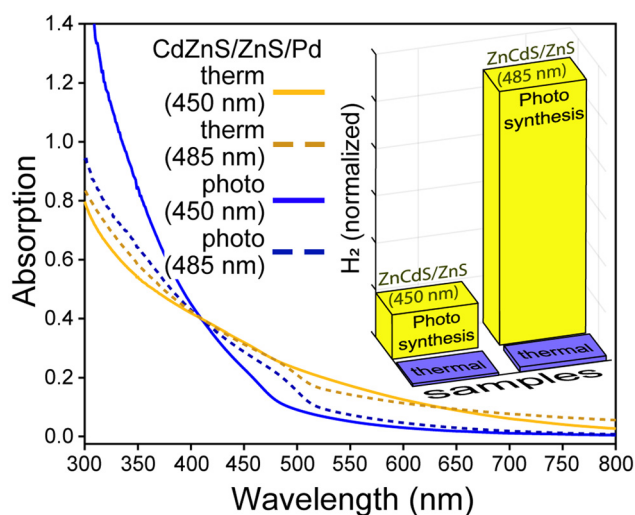 1.4
1.2
1.0
0.8
0.6
0.4
0.2
0.0
Absorption
300 350 400 450 500 550 600 650 700 750 800
Wavelength (nm)
CdZnS/ZnS/Pd
therm
(450 nm)
therm
(485 nm)
photo
(450 nm)
photo
(485 nm)
H₂ (normalized)
ZnCdS/ZnS
(485 nm)
Photo
synthesis
ZnCdS/ZnS
(450 nm)
Photo
synthesis
thermal
thermal
samples